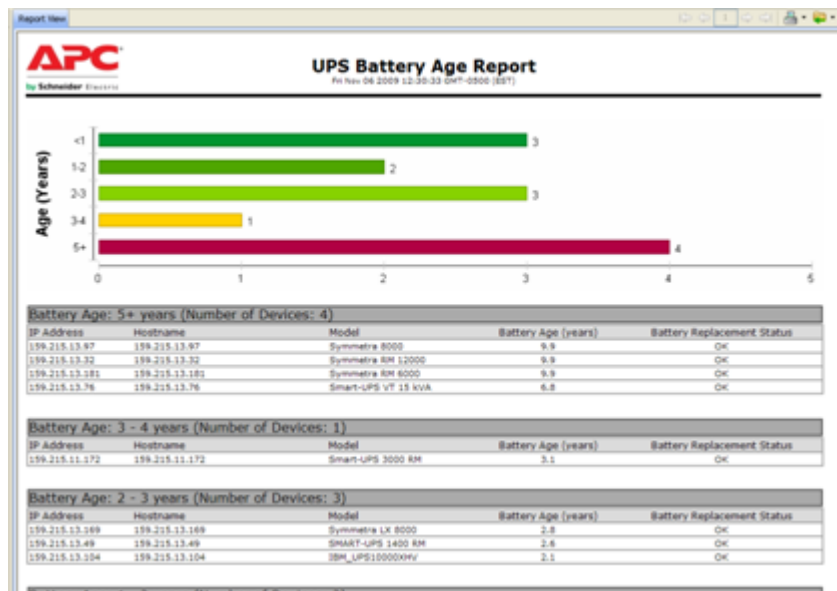 Report View
1
APC
by Schneider Electric
UPS Battery Age Report
Fri Nov 06 2009 12:30:33 GMT-0500 (EST)
Age (Years)
<1
3
1-2
2
2-3
3
3-4
1
5+
4
0 1 2 3 4 5
Battery Age: 5+ years (Number of Devices: 4)
IP Address Hostname Model Battery Age (years) Battery Replacement Status
159.215.13.97 159.215.13.97 Symmetra 8000 9.9 OK
159.215.13.32 159.215.13.32 Symmetra RM 12000 9.9 OK
159.215.13.181 159.215.13.181 Symmetra RM 6000 9.9 OK
159.215.13.76 159.215.13.76 Smart-UPS VT 15 kVA 6.8 OK
Battery Age: 3 - 4 years (Number of Devices: 1)
IP Address Hostname Model Battery Age (years) Battery Replacement Status
159.215.11.172 159.215.11.172 Smart-UPS 3000 RM 3.1 OK
Battery Age: 2 - 3 years (Number of Devices: 3)
IP Address Hostname Model Battery Age (years) Battery Replacement Status
159.215.13.169 159.215.13.169 Symmetra LX 8000 2.8 OK
159.215.13.49 159.215.13.49 SMART-UPS 1400 RM 2.6 OK
159.215.13.104 159.215.13.104 IBM_UPS10000XHV 2.1 OK